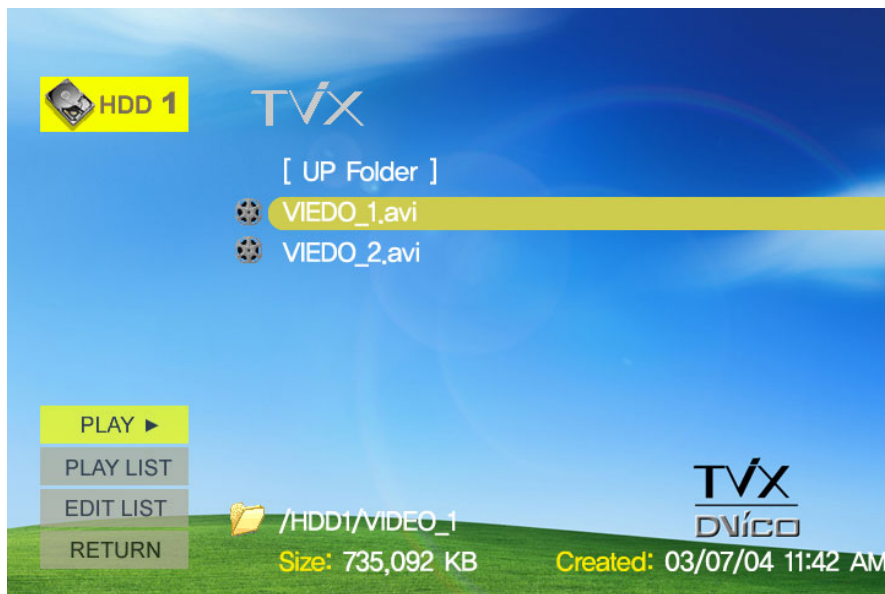 HDD 1
TViX
[ UP Folder ]
VIEDO_1.avi
VIEDO_2.avi
PLAY ►
PLAY LIST
EDIT LIST
RETURN
/HDD1/VIDEO_1
Size: 735,092 KB
TViX
DViCO
Created: 03/07/04 11:42 AM